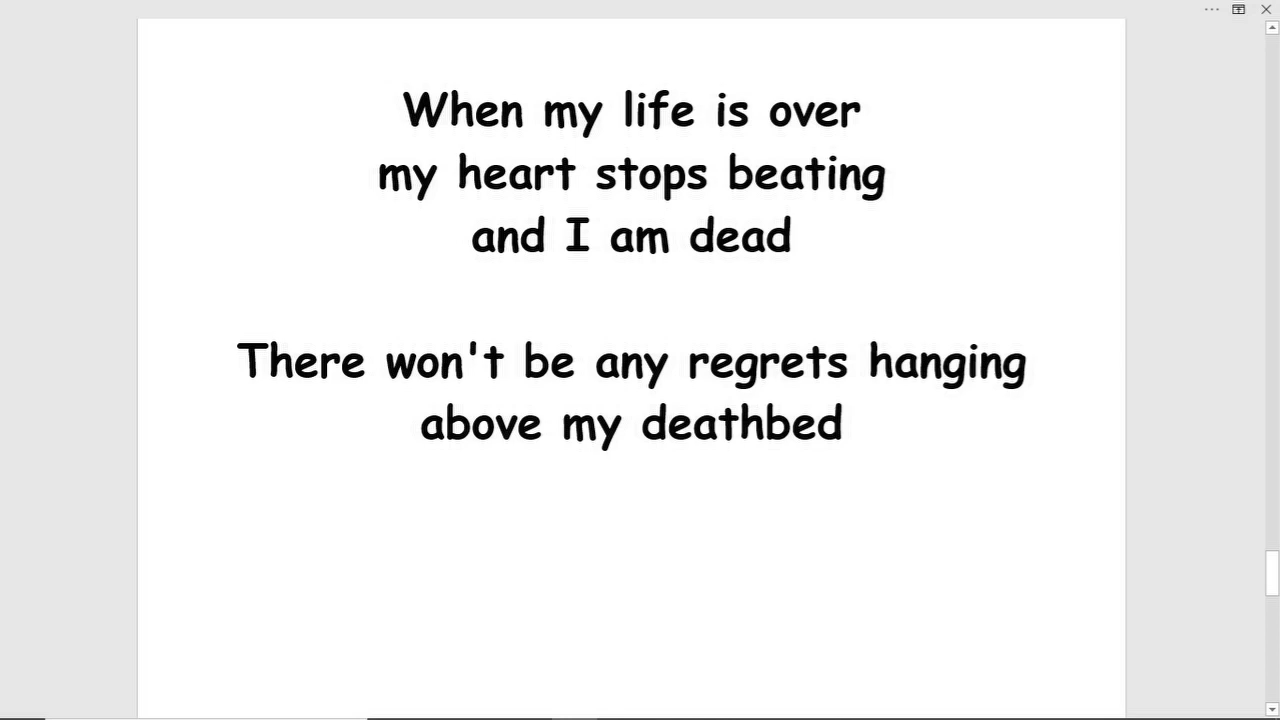 When my life is over
my heart stops beating
and I am dead
There won't be any regrets hanging
above my deathbed